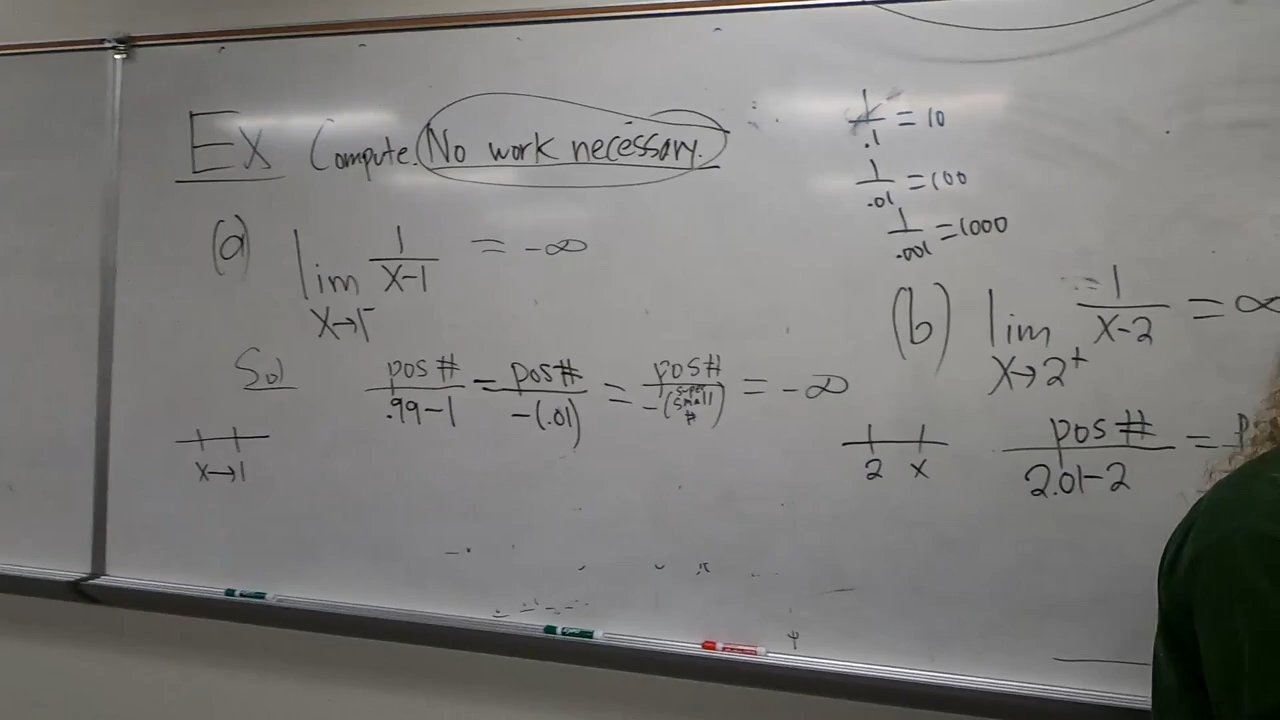 Ex Compute. No work necessary.
1/.1 = 10
1/.01 = 100
1/.001 = 1000
(a) lim x→1⁻ 1/(x-1) = -∞
Sol pos#/(.99-1) = pos#/(-(.01)) = pos#/(-(super small #)) = -∞
x→1
(b) lim x→2⁺ 1/(x-2) = ∞
2 x pos#/(2.01-2) =